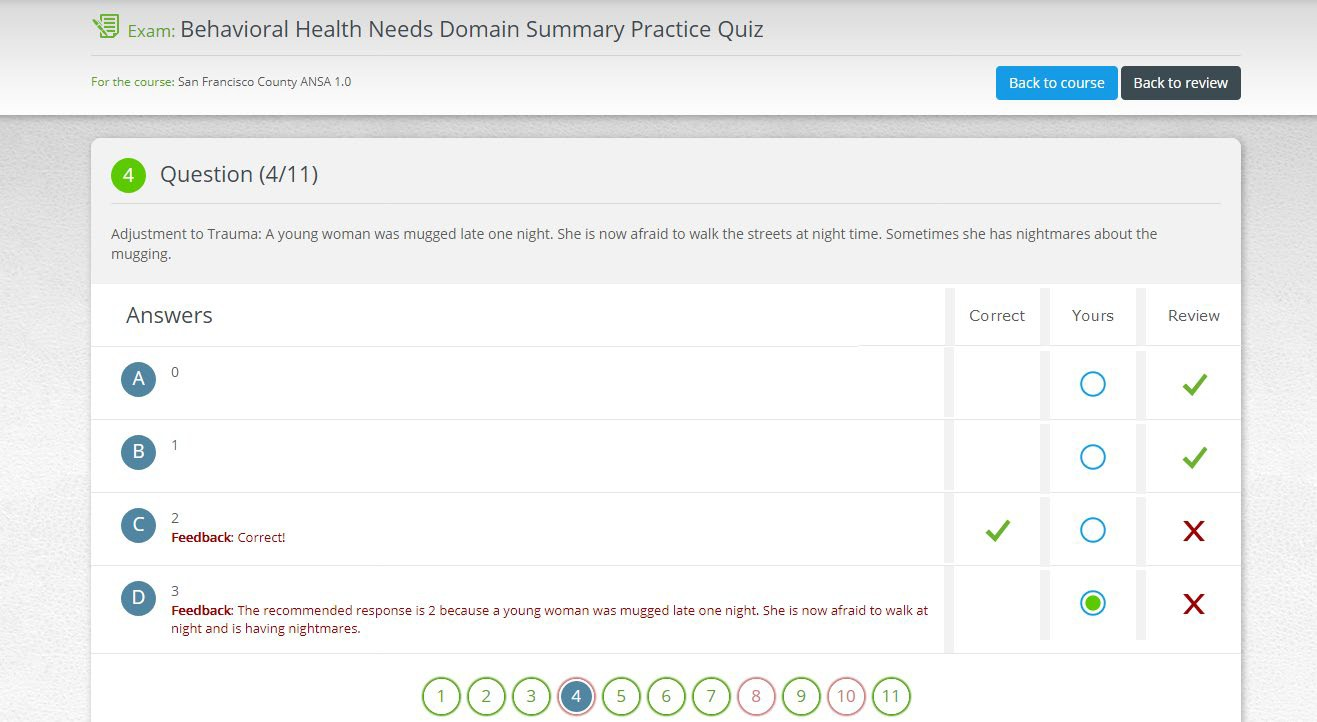 Exam: Behavioral Health Needs Domain Summary Practice Quiz
For the course: San Francisco County ANSA 1.0
Back to course
Back to review
4 Question (4/11)
Adjustment to Trauma: A young woman was mugged late one night. She is now afraid to walk the streets at night time. Sometimes she has nightmares about the
mugging.
Answers Correct Yours Review
A 0
B 1
C 2
Feedback: Correct!
D 3
Feedback: The recommended response is 2 because a young woman was mugged late one night. She is now afraid to walk at
night and is having nightmares.
1 2 3 4 5 6 7 8 9 10 11